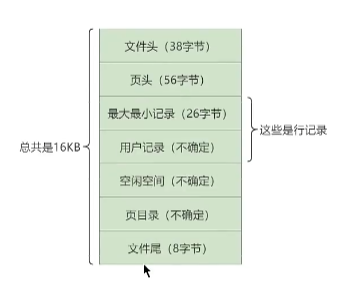 文件头（38字节）
页头（56字节）
最大最小记录（26字节）
这些是行记录
总共是16KB
用户记录（不确定）
空闲空间（不确定）
页目录（不确定）
文件尾（8字节）